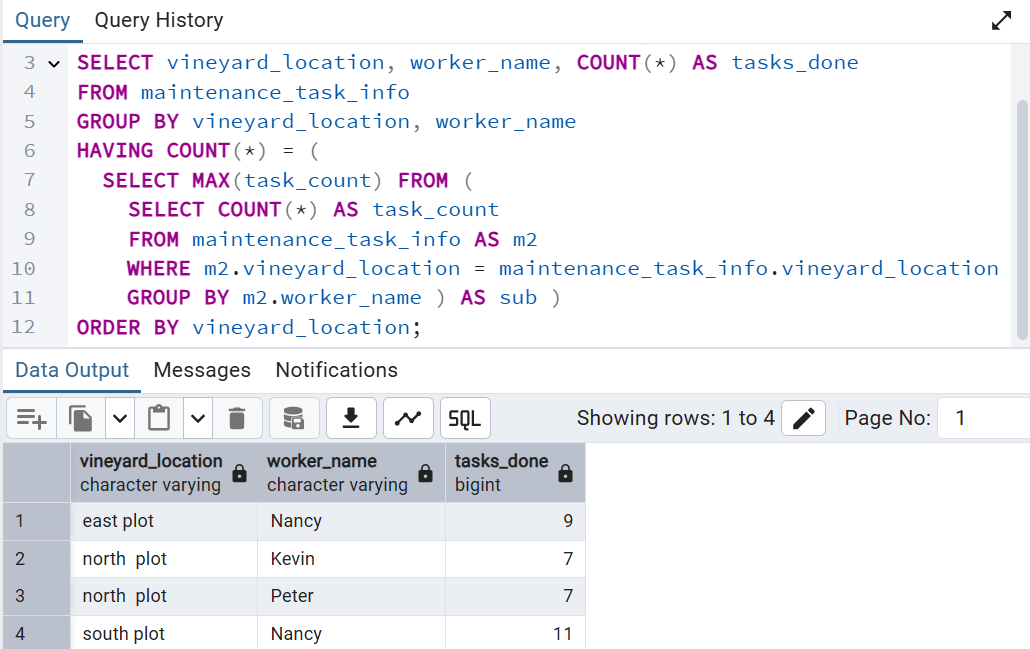 Query Query History
3 SELECT vineyard_location, worker_name, COUNT(*) AS tasks_done
4 FROM maintenance_task_info
5 GROUP BY vineyard_location, worker_name
6 HAVING COUNT(*) = (
7 SELECT MAX(task_count) FROM (
8 SELECT COUNT(*) AS task_count
9 FROM maintenance_task_info AS m2
10 WHERE m2.vineyard_location = maintenance_task_info.vineyard_location
11 GROUP BY m2.worker_name ) AS sub )
12 ORDER BY vineyard_location;
Data Output Messages Notifications
SQL Showing rows: 1 to 4 Page No: 1
vineyard_location worker_name tasks_done
character varying character varying bigint
1 east plot Nancy 9
2 north  plot Kevin 7
3 north  plot Peter 7
4 south plot Nancy 11